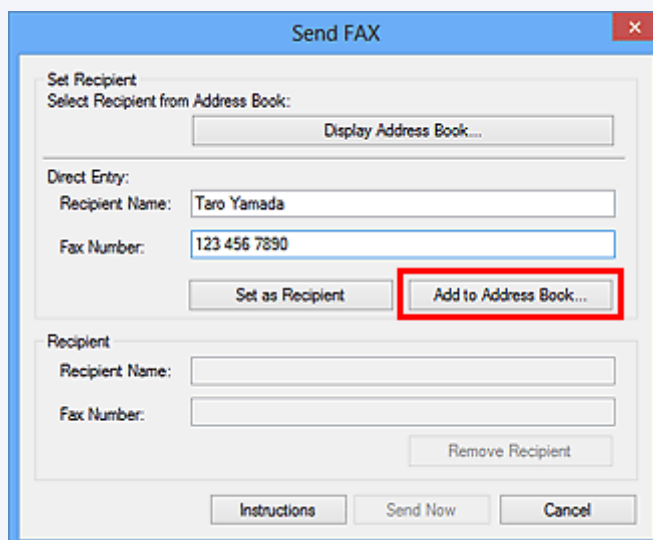 Send FAX
Set Recipient
Select Recipient from Address Book:
Display Address Book...
Direct Entry:
Recipient Name: Taro Yamada
Fax Number: 123 456 7890
Set as Recipient Add to Address Book...
Recipient
Recipient Name:
Fax Number:
Remove Recipient
Instructions Send Now Cancel